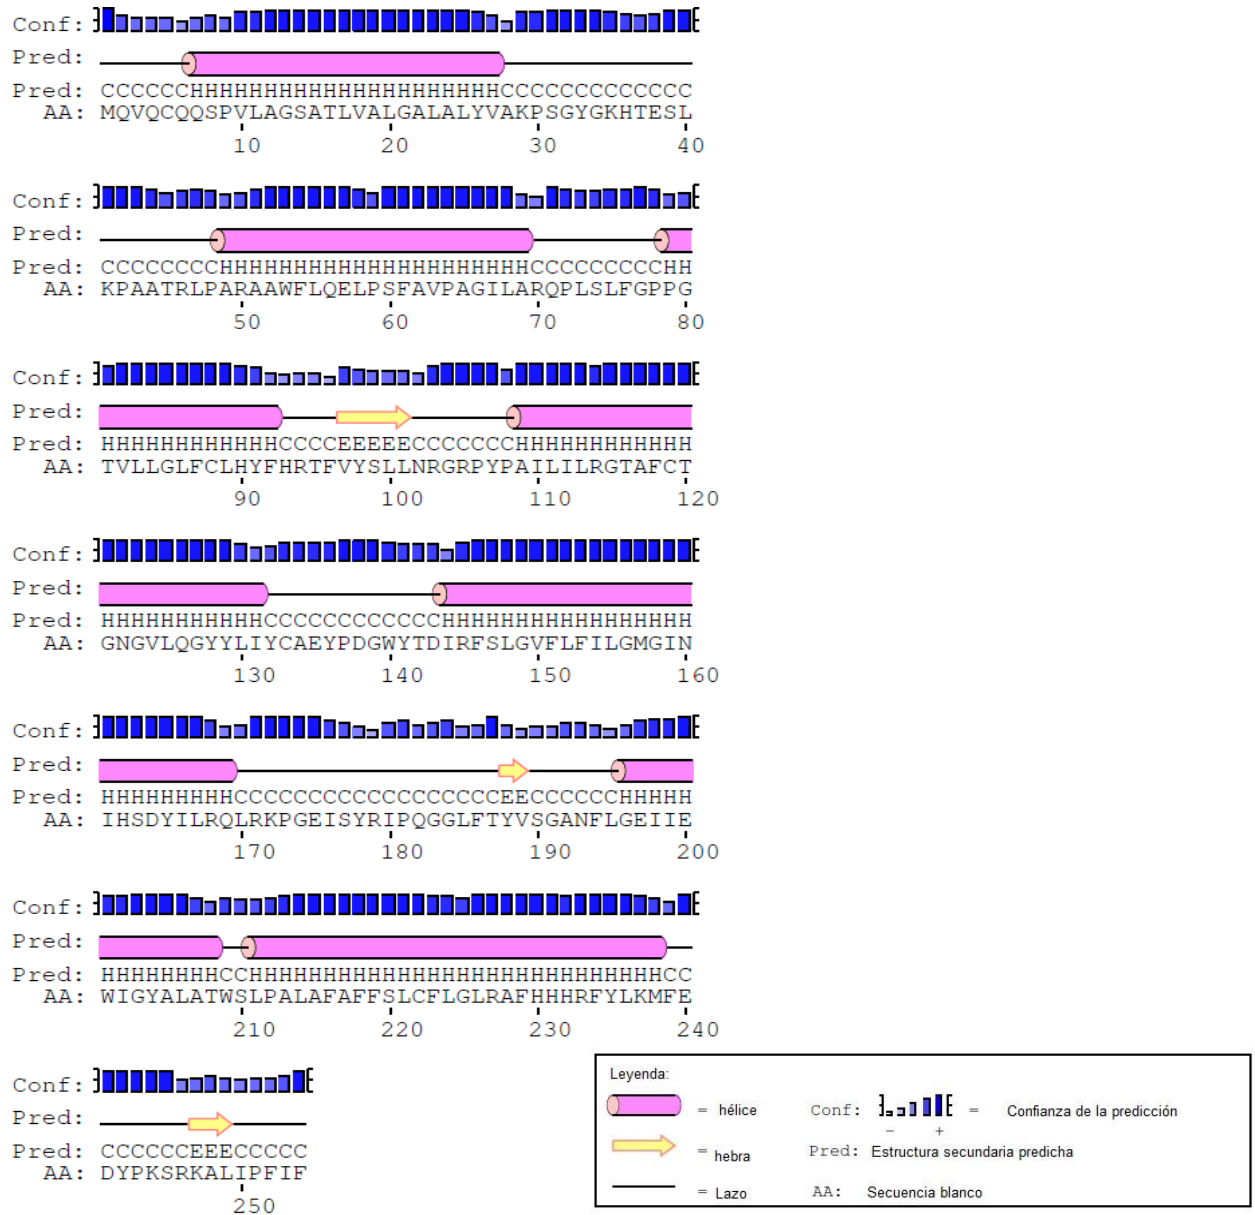 Conf:
Pred:
Pred: CCCCCCHHHHHHHHHHHHHHHHHHHHHCCCCCCCCCCCCC
AA: MQVQCQQSPVLAGSATLVALGALALYVAKPSGYGKHTESL
10 20 30 40
Conf:
Pred:
Pred: CCCCCCCCHHHHHHHHHHHHHHHHHHHHHCCCCCCCCCHH
AA: KPAATRLPARAAWFLQELPSFAVPAGILARQPLSLFGPPG
50 60 70 80
Conf:
Pred:
Pred: HHHHHHHHHHHHCCCCEEEEECCCCCCCHHHHHHHHHHHH
AA: TVLLGLFCLHYFHRTFVYSLLNRGRPYPAILILRGTAFCT
90 100 110 120
Conf:
Pred:
Pred: HHHHHHHHHHHCCCCCCCCCCCCHHHHHHHHHHHHHHHHH
AA: GNGVLQGYYLIYCAEYPDGWYTDIRFSLGVFLFILGMGIN
130 140 150 160
Conf:
Pred:
Pred: HHHHHHHHHCCCCCCCCCCCCCCCCCCEECCCCCCHHHHH
AA: IHSDYILRQLRKPGEISYRIPQGGLFTYVSGANFLGEIIE
170 180 190 200
Conf:
Pred:
Pred: HHHHHHHHCCHHHHHHHHHHHHHHHHHHHHHHHHHHHHCC
AA: WIGYALATWSLPALAFAFFSLCFLGLRAFHHHRFYLKMFE
210 220 230 240
Conf:
Pred:
Pred: CCCCCCEEECCCCC
AA: DYPKSRKALIPFIF
250
Leyenda:
= hélice Conf: - + = Confianza de la predicción
= hebra Pred: Estructura secundaria predicha
= Lazo AA: Secuencia blanco